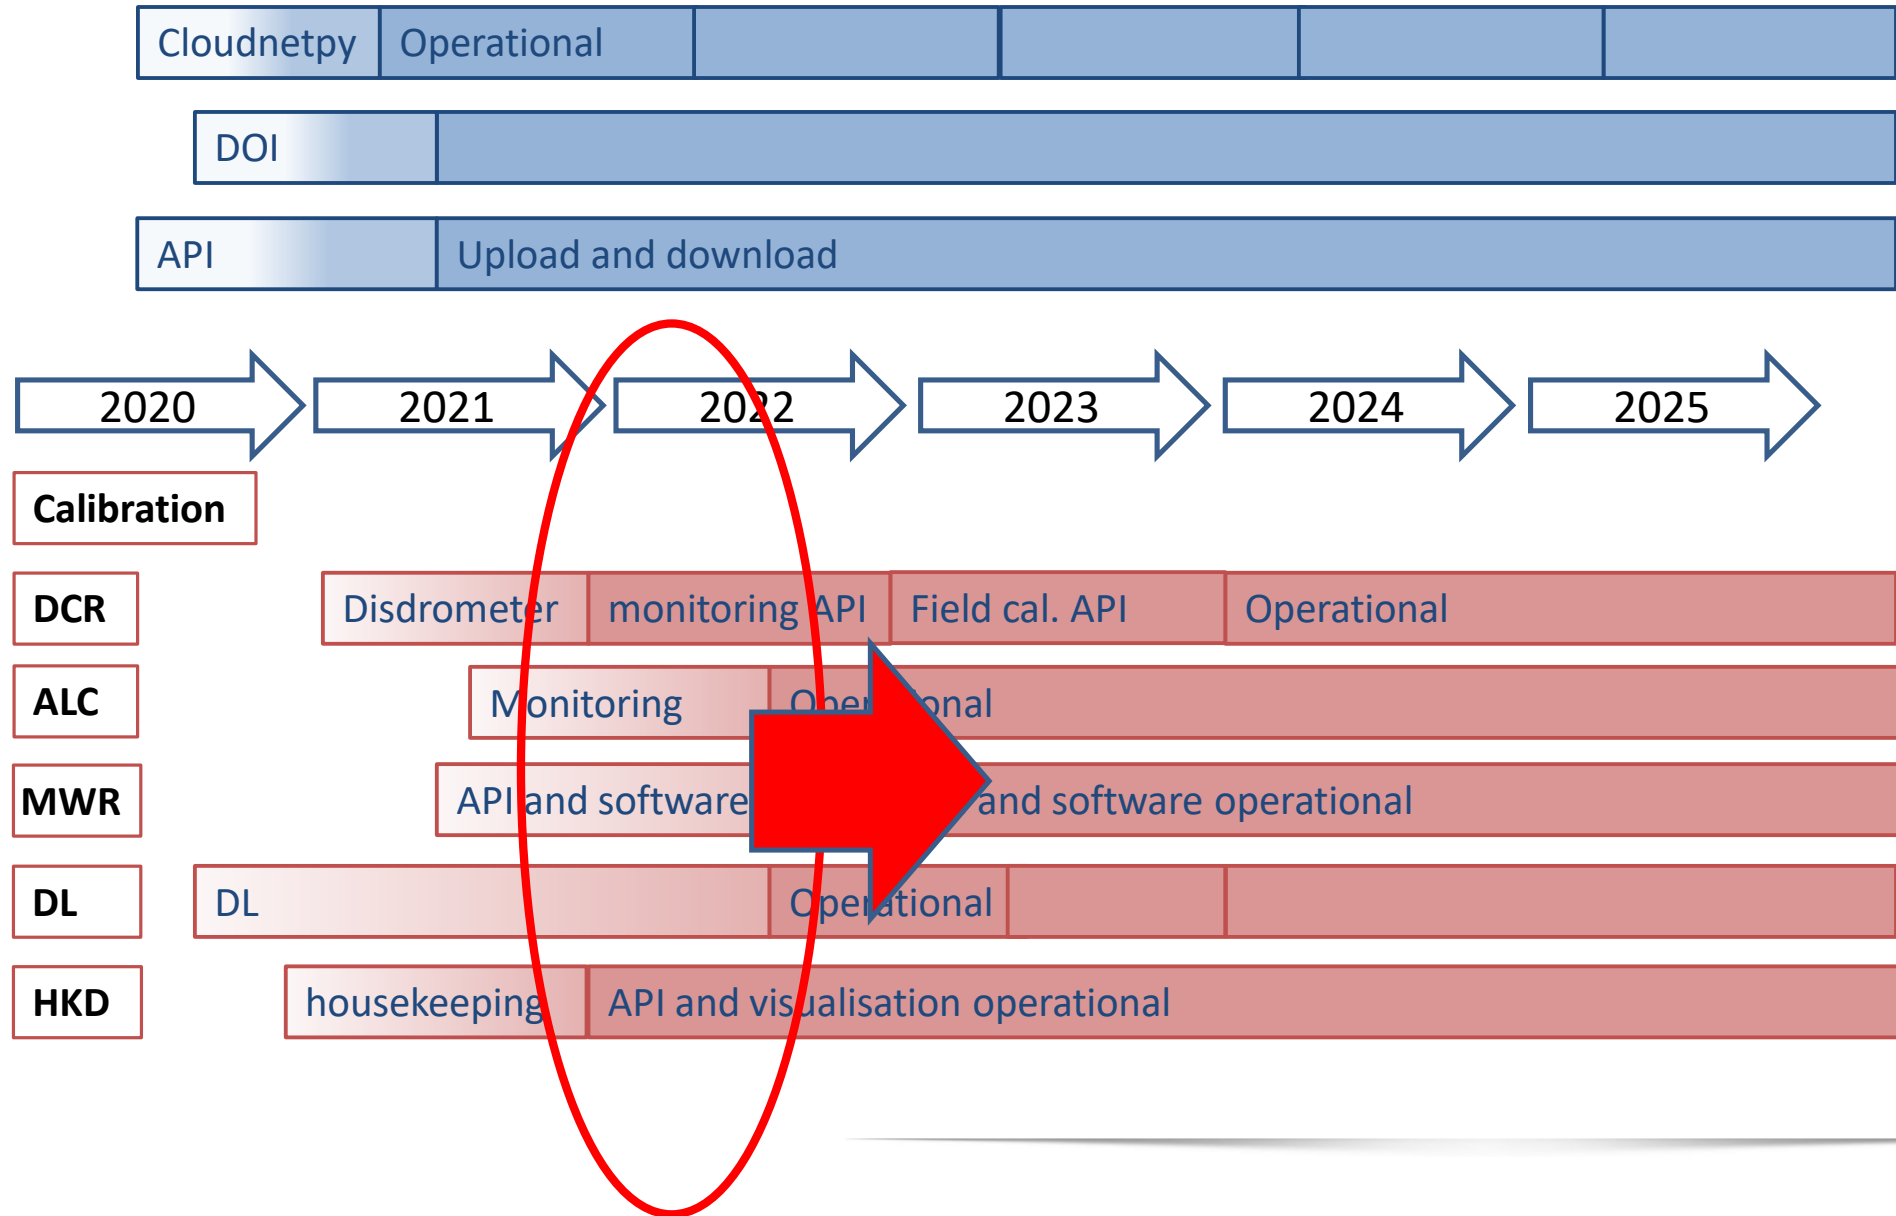 Cloudnetpy Operational
DOI
API Upload and download
2020 2021 2022 2023 2024 2025
Calibration
DCR Disdrometer monitoring API Field cal. API Operational
ALC Monitoring Operational
MWR API and software and software operational
DL DL Operational
HKD housekeeping API and visualisation operational